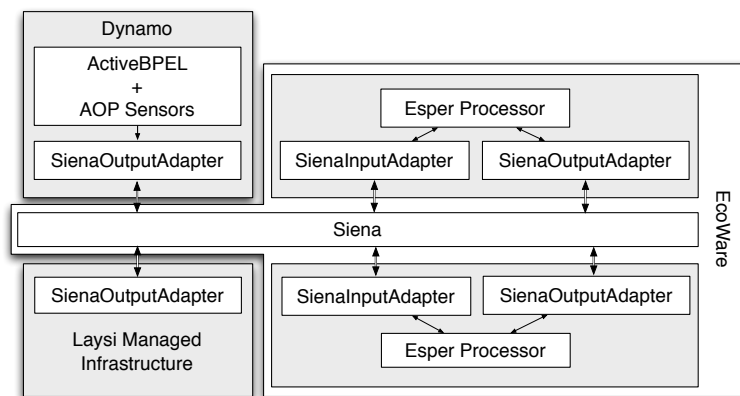 Dynamo
ActiveBPEL
+
AOP Sensors
SienaOutputAdapter
Esper Processor
SienaInputAdapter
SienaOutputAdapter
Siena
EcoWare
SienaOutputAdapter
Laysi Managed
Infrastructure
SienaInputAdapter
SienaOutputAdapter
Esper Processor